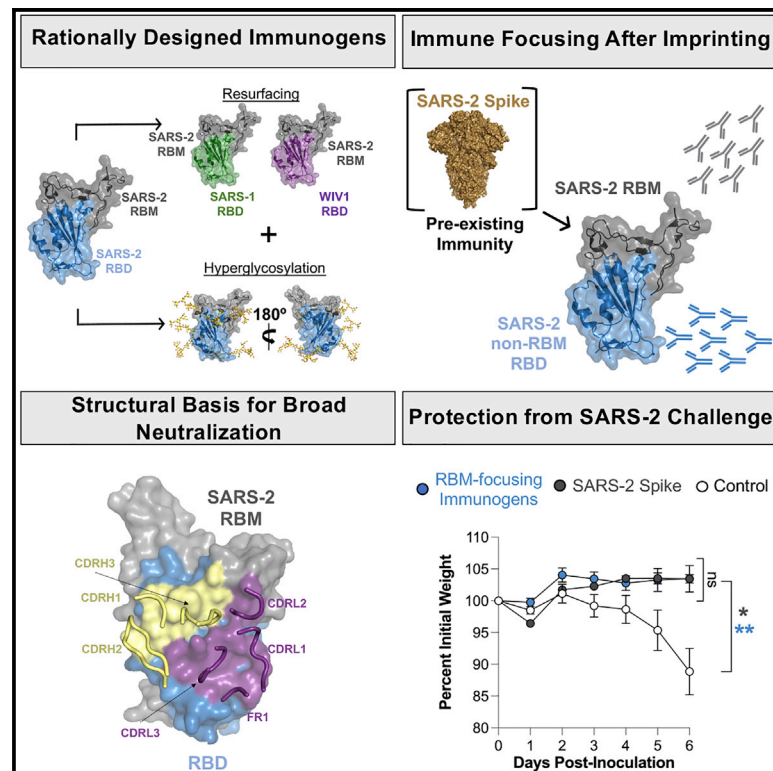 Rationally Designed Immunogens
Resurfacing
SARS-2
RBM
SARS-2
RBM
SARS-2
RBM
SARS-1
RBD
WIV1
RBD
SARS-2
RBD
+
Hyperglycosylation
180º
Immune Focusing After Imprinting
SARS-2 Spike
Pre-existing
Immunity
SARS-2 RBM
SARS-2
non-RBM
RBD
Structural Basis for Broad
Neutralization
SARS-2
RBM
CDRH3
CDRH1
CDRH2
CDRL2
CDRL1
CDRL3
FR1
RBD
Protection from SARS-2 Challenge
RBM-focusing
Immunogens
SARS-2 Spike
Control
Percent Initial Weight
110
105
100
95
90
85
80
0 1 2 3 4 5 6
Days Post-Inoculation
ns
*
**